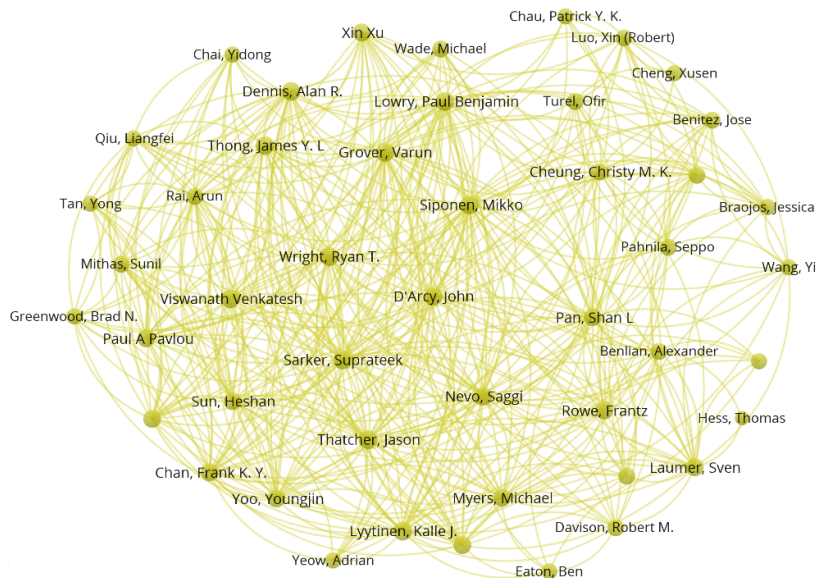 Chau, Patrick Y. K.
Xin Xu
Luo, Xin (Robert)
Wade, Michael
Chai, Yidong
Cheng, Xusen
Dennis, Alan R.
Lowry, Paul Benjamin
Turel, Ofir
Benitez, Jose
Qiu, Liangfei
Thong, James Y. L
Grover, Varun
Cheung, Christy M. K.
Rai, Arun
Tan, Yong
Siponen, Mikko
Braojos, Jessica
Pahnila, Seppo
Wright, Ryan T.
Mithas, Sunil
Wang, Yi
Viswanath Venkatesh
D'Arcy, John
Greenwood, Brad N.
Pan, Shan L
Paul A Pavlou
Benlian, Alexander
Sarker, Suprateek
Nevo, Saggi
Sun, Heshan
Rowe, Frantz
Hess, Thomas
Thatcher, Jason
Laumer, Sven
Chan, Frank K. Y.
Yoo, Youngjin
Myers, Michael
Davison, Robert M.
Lyytinen, Kalle J.
Yeow, Adrian
Eaton, Ben